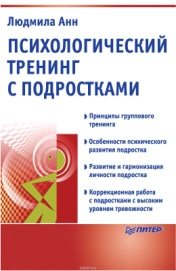 Людмила Анн
ПСИХОЛОГИЧЕСКИЙ
ТРЕНИНГ
С ПОДРОСТКАМИ
Принципы группового
тренинга
Особенности психического
развития подростка
Развитие и гармонизация
личности подростка
Коррекционная работа
с подростками с высоким
уровнем тревожности
ПИТЕР